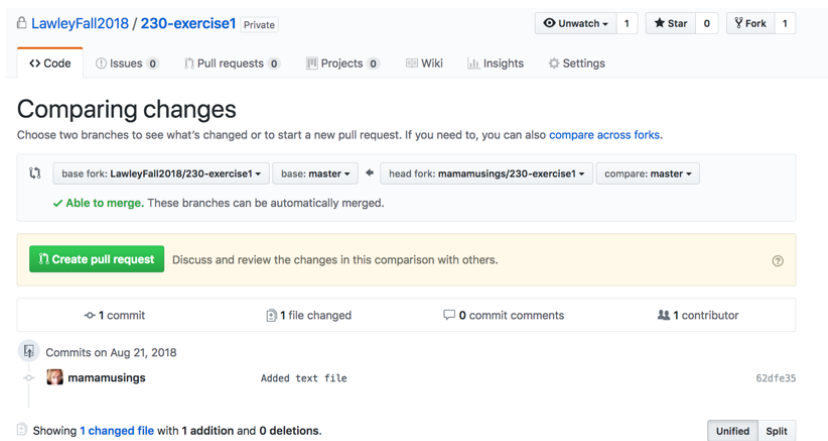 LawleyFall2018 / 230-exercise1 Private Unwatch 1 Star 0 Fork 1
<> Code Issues 0 Pull requests 0 Projects 0 Wiki Insights Settings
Comparing changes
Choose two branches to see what's changed or to start a new pull request. If you need to, you can also compare across forks.
base fork: LawleyFall2018/230-exercise1 base: master head fork: mamamusings/230-exercise1 compare: master
Able to merge. These branches can be automatically merged.
Create pull request Discuss and review the changes in this comparison with others.
1 commit 1 file changed 0 commit comments 1 contributor
Commits on Aug 21, 2018
mamamusings Added text file 62dfe35
Showing 1 changed file with 1 addition and 0 deletions. Unified Split